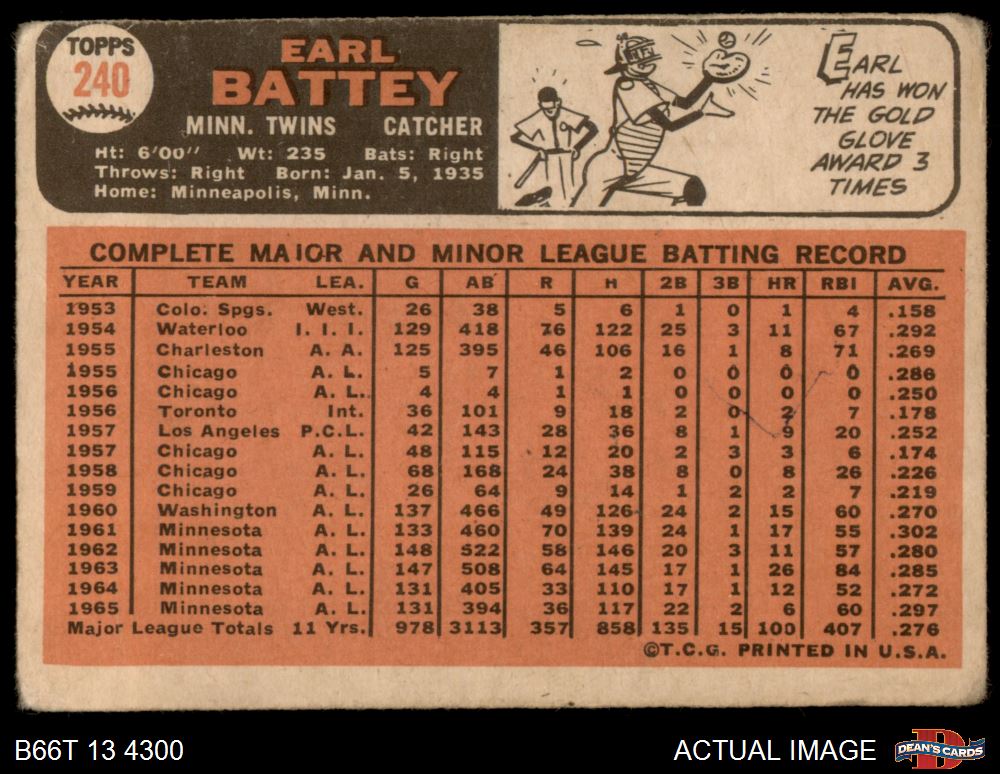 TOPPS
240
EARL
BATTEY
MINN. TWINS CATCHER
Ht: 6'00" Wt: 235 Bats: Right
Throws: Right Born: Jan. 5, 1935
Home: Minneapolis, Minn.
EARL
HAS WON
THE GOLD
GLOVE
AWARD 3
TIMES
COMPLETE MAJOR AND MINOR LEAGUE BATTING RECORD
YEAR TEAM LEA. G AB R H 2B 3B HR RBI AVG.
1953 Colo. Spgs. West. 26 38 5 6 1 0 1 4 .158
1954 Waterloo I. I. I. 129 418 76 122 25 3 11 67 .292
1955 Charleston A. A. 125 395 46 106 16 1 8 71 .269
1955 Chicago A. L. 5 7 1 2 0 0 0 0 .286
1956 Chicago A. L. 4 4 1 1 0 0 0 0 .250
1956 Toronto Int. 36 101 9 18 2 0 2 7 .178
1957 Los Angeles P.C.L. 42 143 28 36 8 1 9 20 .252
1957 Chicago A. L. 48 115 12 20 2 3 3 6 .174
1958 Chicago A. L. 68 168 24 38 8 0 8 26 .226
1959 Chicago A. L. 26 64 9 14 1 2 2 7 .219
1960 Washington A. L. 137 466 49 126 24 2 15 60 .270
1961 Minnesota A. L. 133 460 70 139 24 1 17 55 .302
1962 Minnesota A. L. 148 522 58 146 20 3 11 57 .280
1963 Minnesota A. L. 147 508 64 145 17 1 26 84 .285
1964 Minnesota A. L. 131 405 33 110 17 1 12 52 .272
1965 Minnesota A. L. 131 394 36 117 22 2 6 60 .297
Major League Totals 11 Yrs. 978 3113 357 858 135 15 100 407 .276
©T.C.G. PRINTED IN U.S.A.
B66T 13 4300 ACTUAL IMAGE DEAN'S CARDS